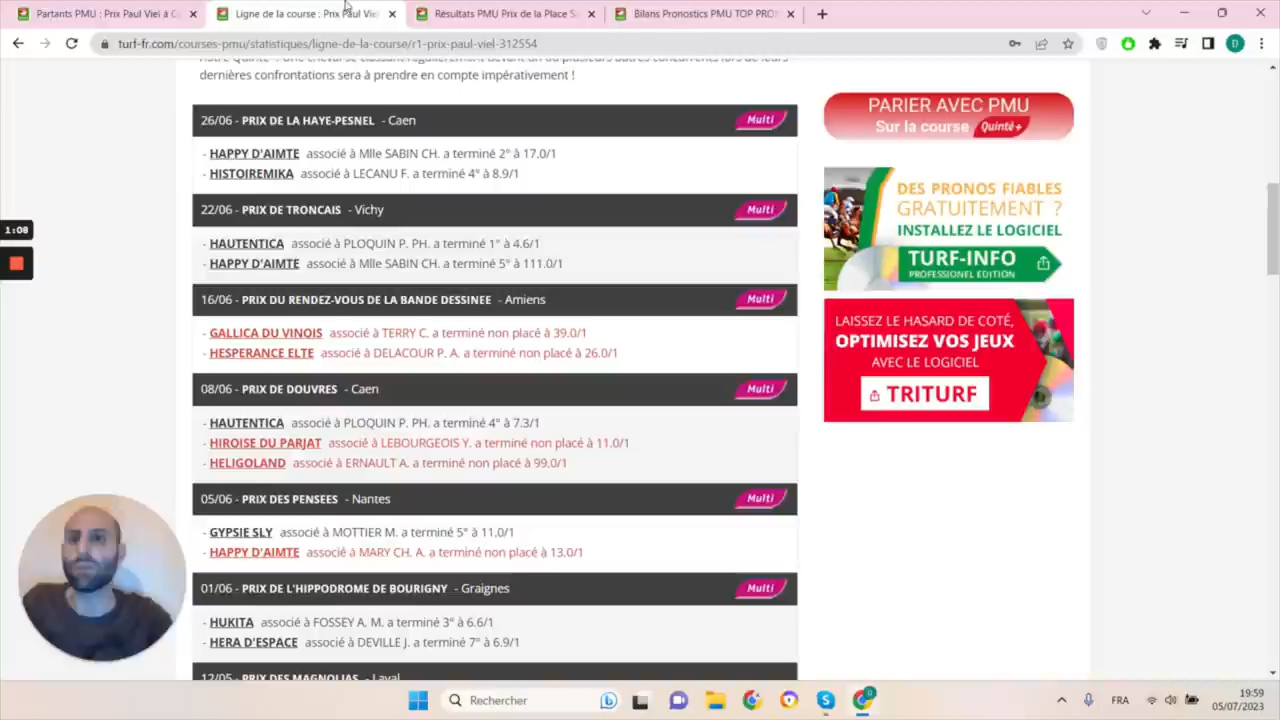 Partants PMU : Prix Paul Viel à C
Ligne de la course : Prix Paul Viel
Résultats PMU Prix de la Place S
Bilans Pronostics PMU TOP PRON
turf-fr.com/courses-pmu/statistiques/ligne-de-la-course/r1-prix-paul-viel-312554
dernières confrontations sera à prendre en compte impérativement !
26/06 - PRIX DE LA HAYE-PESNEL - Caen Multi
- HAPPY D'AIMTE associé à Mlle SABIN CH. a terminé 2° à 17.0/1
- HISTOIREMIKA associé à LECANU F. a terminé 4° à 8.9/1
22/06 - PRIX DE TRONCAIS - Vichy Multi
- HAUTENTICA associé à PLOQUIN P. PH. a terminé 1° à 4.6/1
- HAPPY D'AIMTE associé à Mlle SABIN CH. a terminé 5° à 111.0/1
16/06 - PRIX DU RENDEZ-VOUS DE LA BANDE DESSINEE - Amiens Multi
- GALLICA DU VINOIS associé à TERRY C. a terminé non placé à 39.0/1
- HESPERANCE ELTE associé à DELACOUR P. A. a terminé non placé à 26.0/1
08/06 - PRIX DE DOUVRES - Caen Multi
- HAUTENTICA associé à PLOQUIN P. PH. a terminé 4° à 7.3/1
- HIROISE DU PARJAT associé à LEBOURGEOIS Y. a terminé non placé à 11.0/1
- HELIGOLAND associé à ERNAULT A. a terminé non placé à 99.0/1
05/06 - PRIX DES PENSEES - Nantes Multi
- GYPSIE SLY associé à MOTTIER M. a terminé 5° à 11.0/1
- HAPPY D'AIMTE associé à MARY CH. A. a terminé non placé à 13.0/1
01/06 - PRIX DE L'HIPPODROME DE BOURIGNY - Graignes Multi
- HUKITA associé à FOSSEY A. M. a terminé 3° à 6.6/1
- HERA D'ESPACE associé à DEVILLE J. a terminé 7° à 6.9/1
12/05 - PRIX DES MAGNOLIAS - Laval
PARIER AVEC PMU
Sur la course Quinté+
DES PRONOS FIABLES
GRATUITEMENT ?
INSTALLEZ LE LOGICIEL
TURF-INFO
PROFESSIONEL EDITION
LAISSEZ LE HASARD DE COTÉ,
OPTIMISEZ VOS JEUX
AVEC LE LOGICIEL
TRITURF
1:08
D
Rechercher
FRA
19:59
05/07/2023